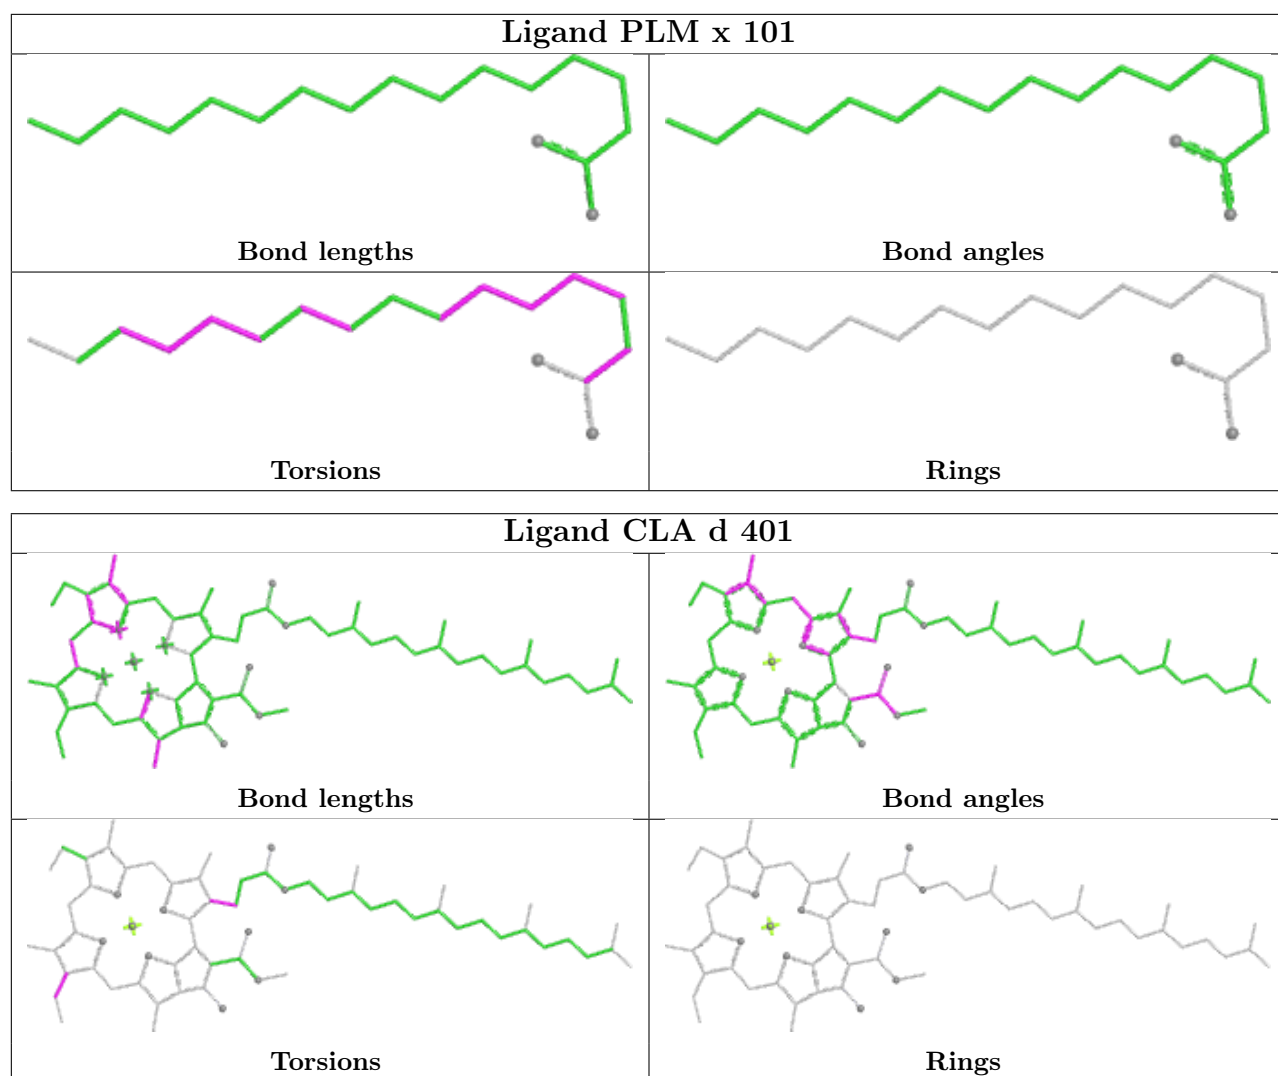 Ligand PLM x 101
Bond lengths
Bond angles
Torsions
Rings
Ligand CLA d 401
Bond lengths
Bond angles
Torsions
Rings